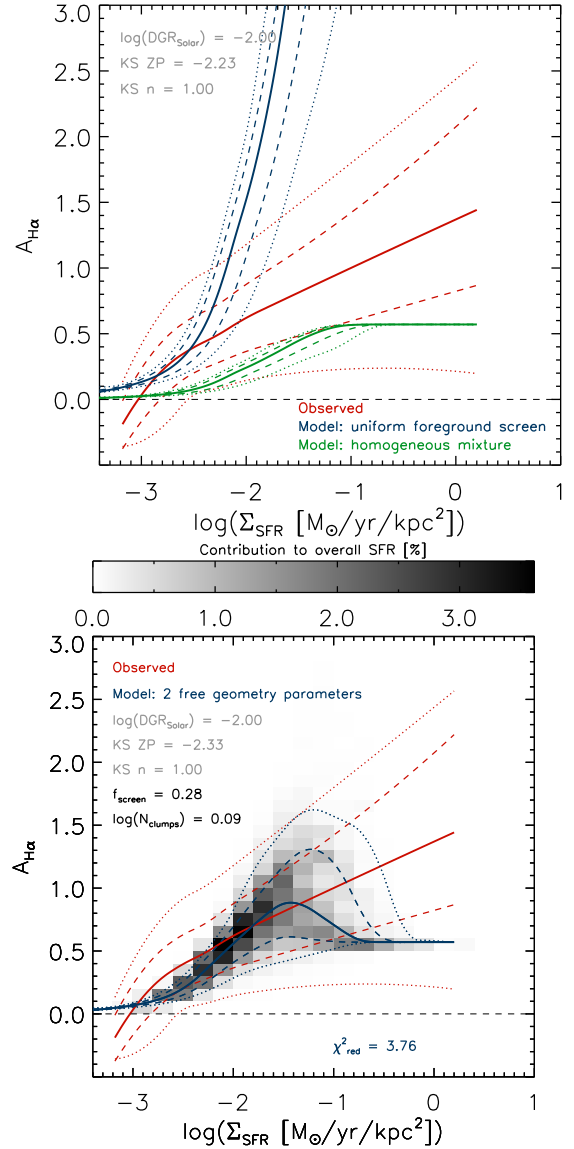 3.0
log(DGR_Solar) = −2.00
KS ZP = −2.23
KS n = 1.00
2.5
2.0
1.5
1.0
0.5
0.0
A_Hα
Observed
Model: uniform foreground screen
Model: homogeneous mixture
−3 −2 −1 0 1
log(Σ_SFR [M_⊙/yr/kpc²])
Contribution to overall SFR [%]
0.0 1.0 2.0 3.0
3.0
Observed
Model: 2 free geometry parameters
2.5
log(DGR_Solar) = −2.00
KS ZP = −2.33
2.0
KS n = 1.00
f_screen = 0.28
log(N_clumps) = 0.09
1.5
1.0
0.5
0.0
A_Hα
χ²_red = 3.76
−3 −2 −1 0 1
log(Σ_SFR [M_⊙/yr/kpc²])